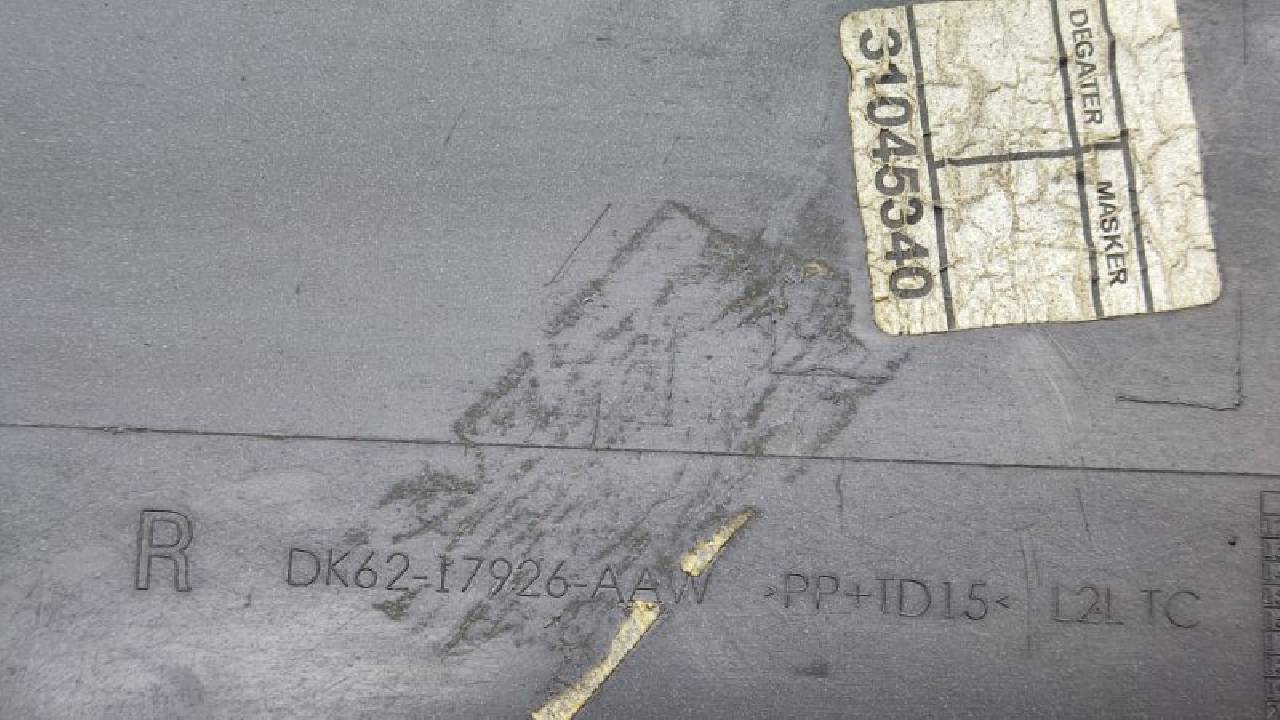 DEGATER
MASKER
31045340
R
DK62-17926-AAW
>PP+TD15<
L2L TC